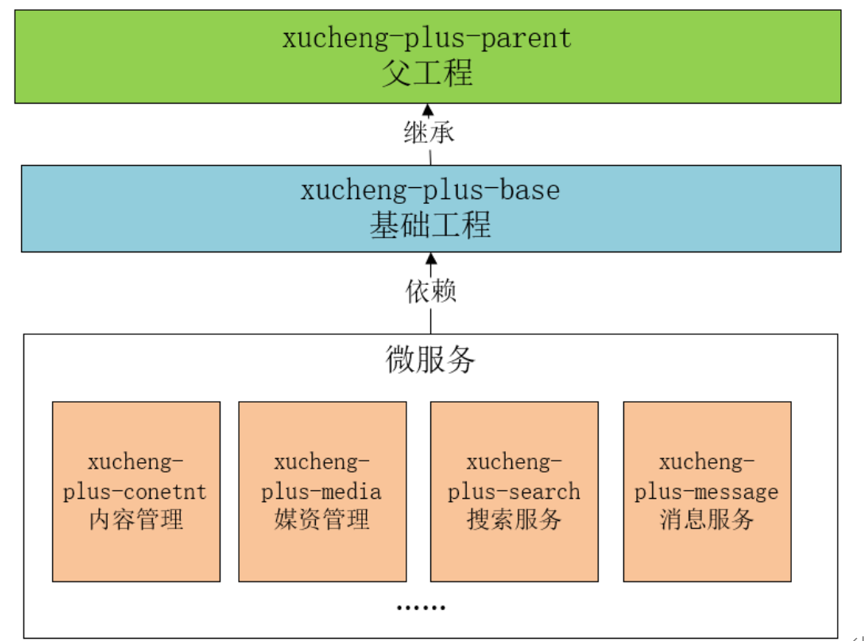 xucheng-plus-parent
父工程
继承
xucheng-plus-base
基础工程
依赖
微服务
xucheng-
plus-conetnt
内容管理
xucheng-
plus-media
媒资管理
xucheng-
plus-search
搜索服务
xucheng-
plus-message
消息服务
……